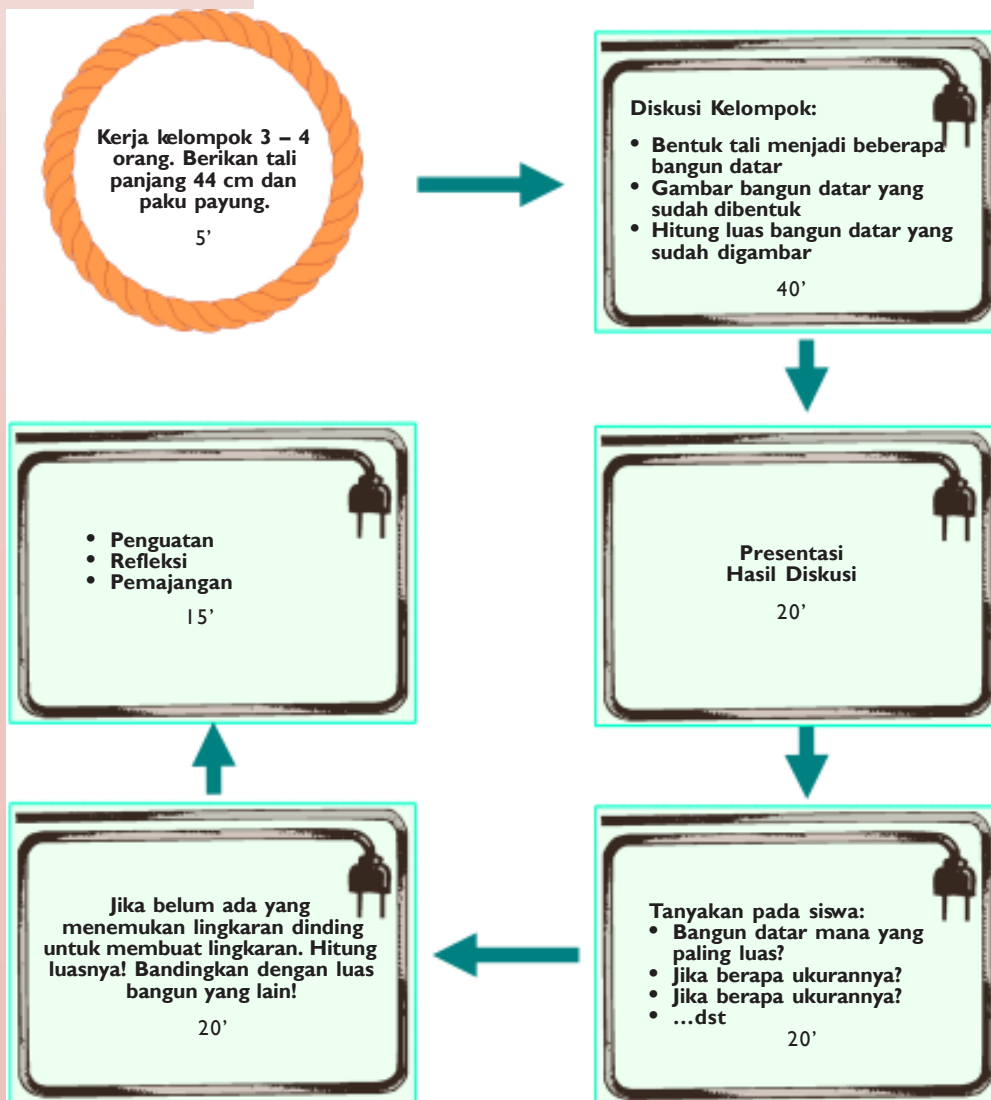 Kerja kelompok 3 – 4
orang. Berikan tali
panjang 44 cm dan
paku payung.
5’
Diskusi Kelompok:
• Bentuk tali menjadi beberapa
bangun datar
• Gambar bangun datar yang
sudah dibentuk
• Hitung luas bangun datar yang
sudah digambar
40’
Presentasi
Hasil Diskusi
20’
Tanyakan pada siswa:
• Bangun datar mana yang
paling luas?
• Jika berapa ukurannya?
• Jika berapa ukurannya?
• ...dst
20’
Jika belum ada yang
menemukan lingkaran dinding
untuk membuat lingkaran. Hitung
luasnya! Bandingkan dengan luas
bangun yang lain!
20’
• Penguatan
• Refleksi
• Pemajangan
15’